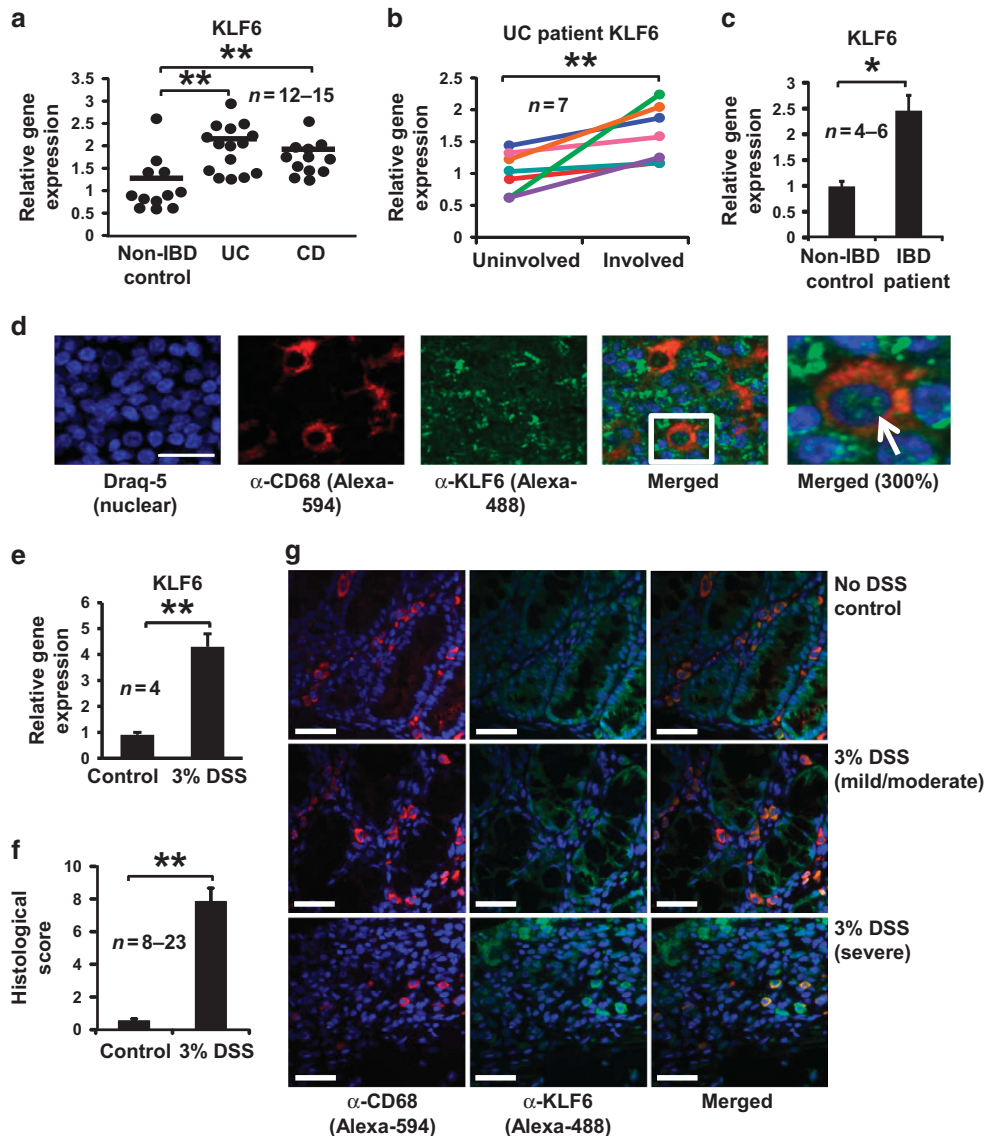 a
KLF6
**
**
n=12–15
Relative gene
expression
3.5
3
2.5
2
1.5
1
0.5
0
Non-IBD
control
UC
CD
b
UC patient KLF6
**
n=7
Relative gene
expression
2.5
2
1.5
1
0.5
0
Uninvolved
Involved
c
KLF6
*
n=4–6
Relative gene
expression
3
2.5
2
1.5
1
0.5
0
Non-IBD
control
IBD
patient
d
Draq-5
(nuclear)
α-CD68 (Alexa-
594)
α-KLF6 (Alexa-
488)
Merged
Merged (300%)
e
KLF6
**
n=4
Relative gene
expression
6
5
4
3
2
1
0
Control
3% DSS
f
**
n=8–23
Histological
score
10
8
6
4
2
0
Control
3% DSS
g
No DSS
control
3% DSS
(mild/moderate)
3% DSS
(severe)
α-CD68
(Alexa-594)
α-KLF6
(Alexa-488)
Merged